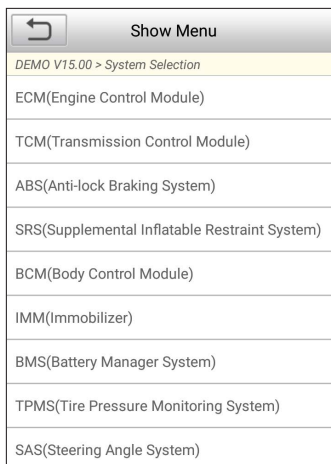 Show Menu
DEMO V15.00 > System Selection
ECM(Engine Control Module)
TCM(Transmission Control Module)
ABS(Anti-lock Braking System)
SRS(Supplemental Inflatable Restraint System)
BCM(Body Control Module)
IMM(Immobilizer)
BMS(Battery Manager System)
TPMS(Tire Pressure Monitoring System)
SAS(Steering Angle System)